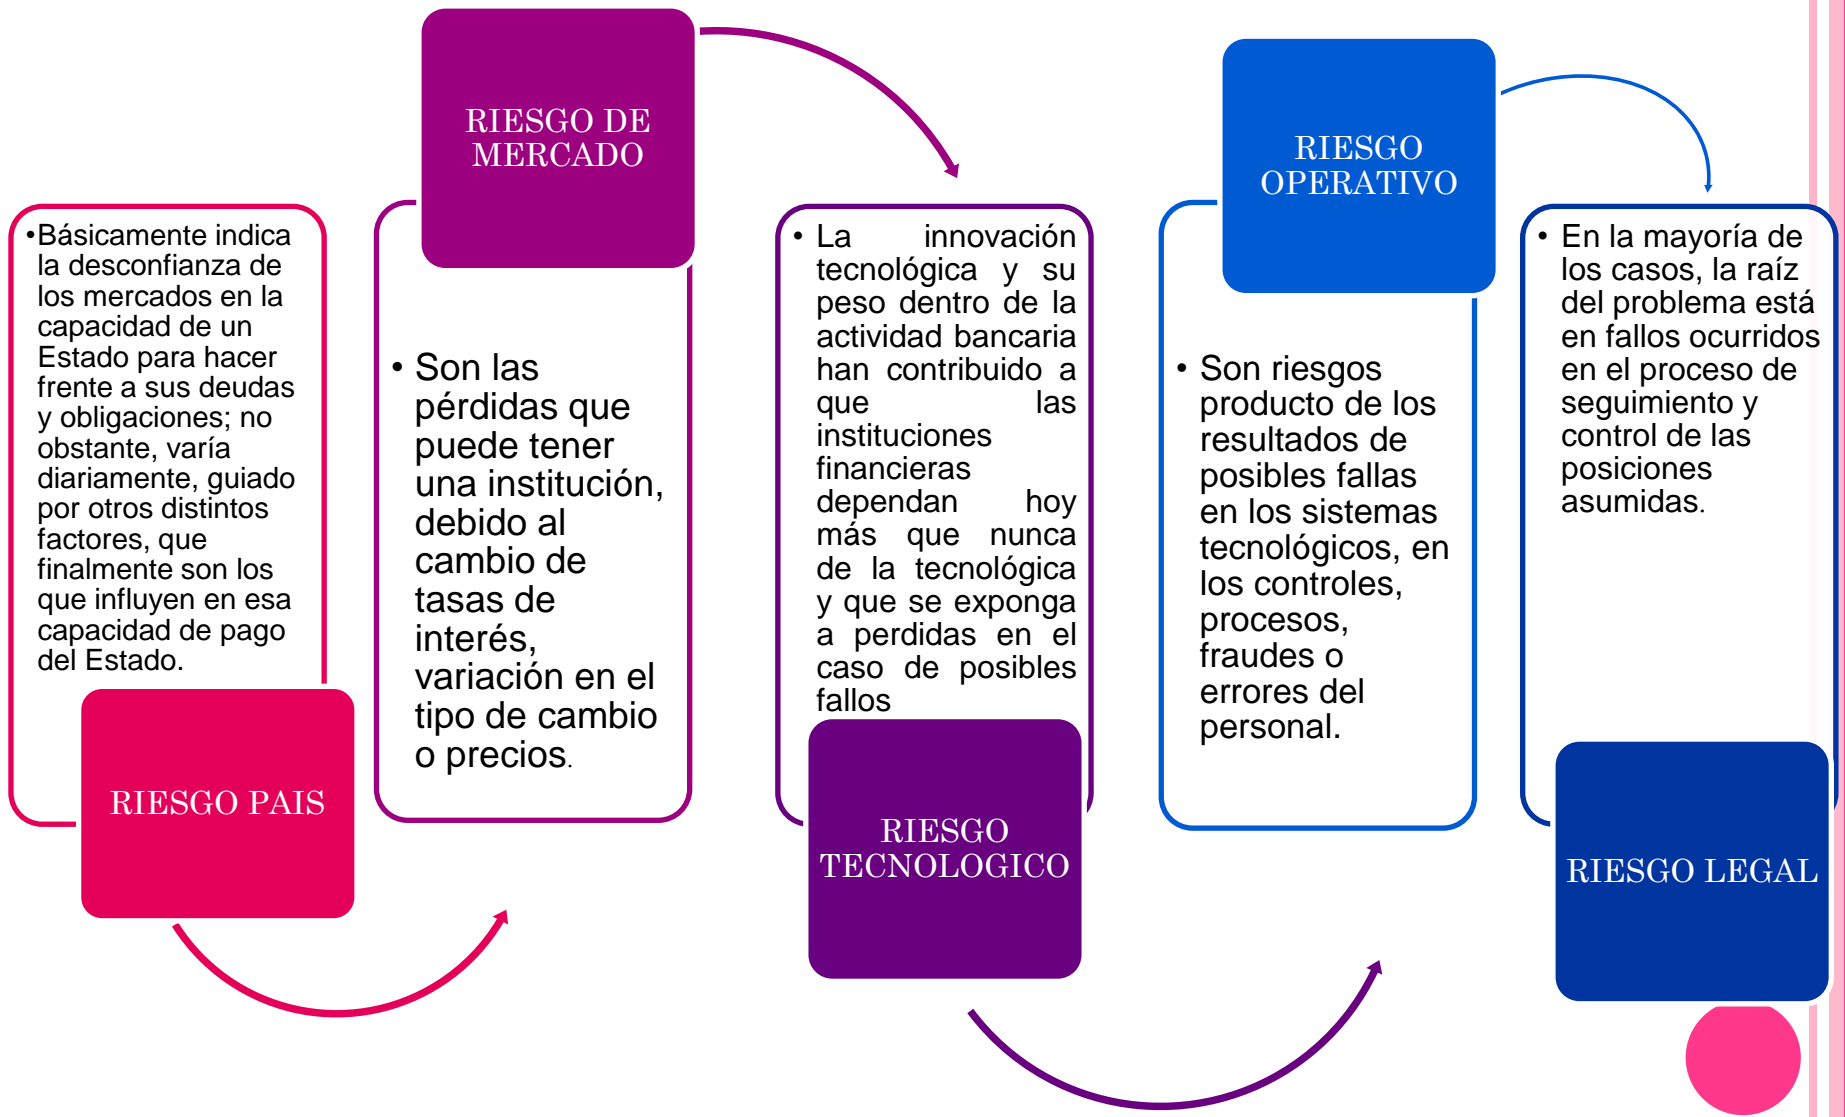 •Básicamente indica
la desconfianza de
los mercados en la
capacidad de un
Estado para hacer
frente a sus deudas
y obligaciones; no
obstante, varía
diariamente, guiado
por otros distintos
factores, que
finalmente son los
que influyen en esa
capacidad de pago
del Estado.
RIESGO PAIS
RIESGO DE
MERCADO
• Son las
pérdidas que
puede tener
una institución,
debido al
cambio de
tasas de
interés,
variación en el
tipo de cambio
o precios.
• La innovación
tecnológica y su
peso dentro de la
actividad bancaria
han contribuido a
que las
instituciones
financieras
dependan hoy
más que nunca
de la tecnológica
y que se exponga
a perdidas en el
caso de posibles
fallos
RIESGO
TECNOLOGICO
RIESGO
OPERATIVO
• Son riesgos
producto de los
resultados de
posibles fallas
en los sistemas
tecnológicos, en
los controles,
procesos,
fraudes o
errores del
personal.
• En la mayoría de
los casos, la raíz
del problema está
en fallos ocurridos
en el proceso de
seguimiento y
control de las
posiciones
asumidas.
RIESGO LEGAL